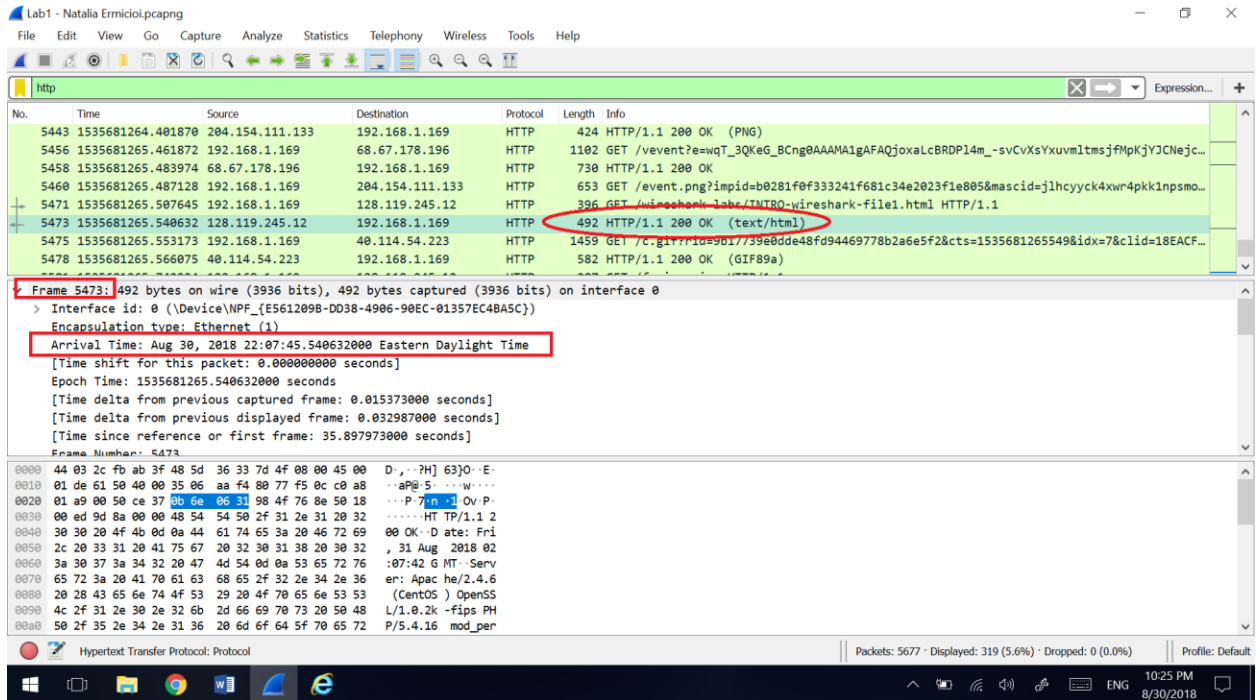 Lab1 - Natalia Ermicioi.pcapng
File Edit View Go Capture Analyze Statistics Telephony Wireless Tools Help
http
Expression... +
No. Time Source Destination Protocol Length Info
5443 1535681264.401870 204.154.111.133 192.168.1.169 HTTP 424 HTTP/1.1 200 OK (PNG)
5456 1535681265.461872 192.168.1.169 68.67.178.196 HTTP 1102 GET
5458 1535681265.483974 68.67.178.196 192.168.1.169 HTTP 730 HTTP/1.1 200 OK
5460 1535681265.487128 192.168.1.169 204.154.111.133 HTTP 653 GET /event.png?impid=b0281f0f333241f681c34e2023f1e805&mascid=jlhcyyck4xwr4pkk1npsmo…
5471 1535681265.507645 192.168.1.169 128.119.245.12 HTTP 396 GET /wireshark-labs/INTRO-wireshark-file1.html HTTP/1.1
5473 1535681265.540632 128.119.245.12 192.168.1.169 HTTP 492 HTTP/1.1 200 OK (text/html)
5475 1535681265.553173 192.168.1.169 40.114.54.223 HTTP 1459 GET
5478 1535681265.566075 40.114.54.223 192.168.1.169 HTTP 582 HTTP/1.1 200 OK (GIF89a)
Frame 5473: 492 bytes on wire (3936 bits), 492 bytes captured (3936 bits) on interface 0
Interface id: 0 (\Device\NPF_{E561209B-DD38-4906-90EC-01357EC4BA5C})
Encapsulation type: Ethernet (1)
Arrival Time: Aug 30, 2018 22:07:45.540632000 Eastern Daylight Time
[Time shift for this packet: 0.000000000 seconds]
Epoch Time: 1535681265.540632000 seconds
[Time delta from previous captured frame: 0.015373000 seconds]
[Time delta from previous displayed frame: 0.032987000 seconds]
[Time since reference or first frame: 35.897973000 seconds]
Frame Number: 5473
0000 44 03 2c fb ab 3f 48 5d 36 33 7d 4f 08 00 45 00 D·,··?H] 63}O··E·
0010 01 de 61 50 40 00 35 06 aa f4 80 77 f5 0c c0 a8 ··aP@·5· ···w····
0020 01 a9 00 50 ce 37 0b 6e 06 31 98 4f 76 8e 50 18 ···P·7·n ·1·Ov·P·
0030 00 ed 9d 8a 00 00 48 54 54 50 2f 31 2e 31 20 32 ······HT TP/1.1 2
0040 30 30 20 4f 4b 0d 0a 44 61 74 65 3a 20 46 72 69 00 OK··D ate: Fri
0050 2c 20 33 31 20 41 75 67 20 32 30 31 38 20 30 32 , 31 Aug 2018 02
0060 3a 30 37 3a 34 32 20 47 4d 54 0d 0a 53 65 72 76 :07:42 G MT··Serv
0070 65 72 3a 20 41 70 61 63 68 65 2f 32 2e 34 2e 36 er: Apac he/2.4.6
0080 20 28 43 65 6e 74 4f 53 29 20 4f 70 65 6e 53 53 (CentOS ) OpenSS
0090 4c 2f 31 2e 30 2e 32 6b 2d 66 69 70 73 20 50 48 L/1.0.2k -fips PH
00a0 50 2f 35 2e 34 2e 31 36 20 6d 6f 64 5f 70 65 72 P/5.4.16 mod_per
Hypertext Transfer Protocol: Protocol Packets: 5677 · Displayed: 319 (5.6%) · Dropped: 0 (0.0%) Profile: Default
ENG 10:25 PM
8/30/2018